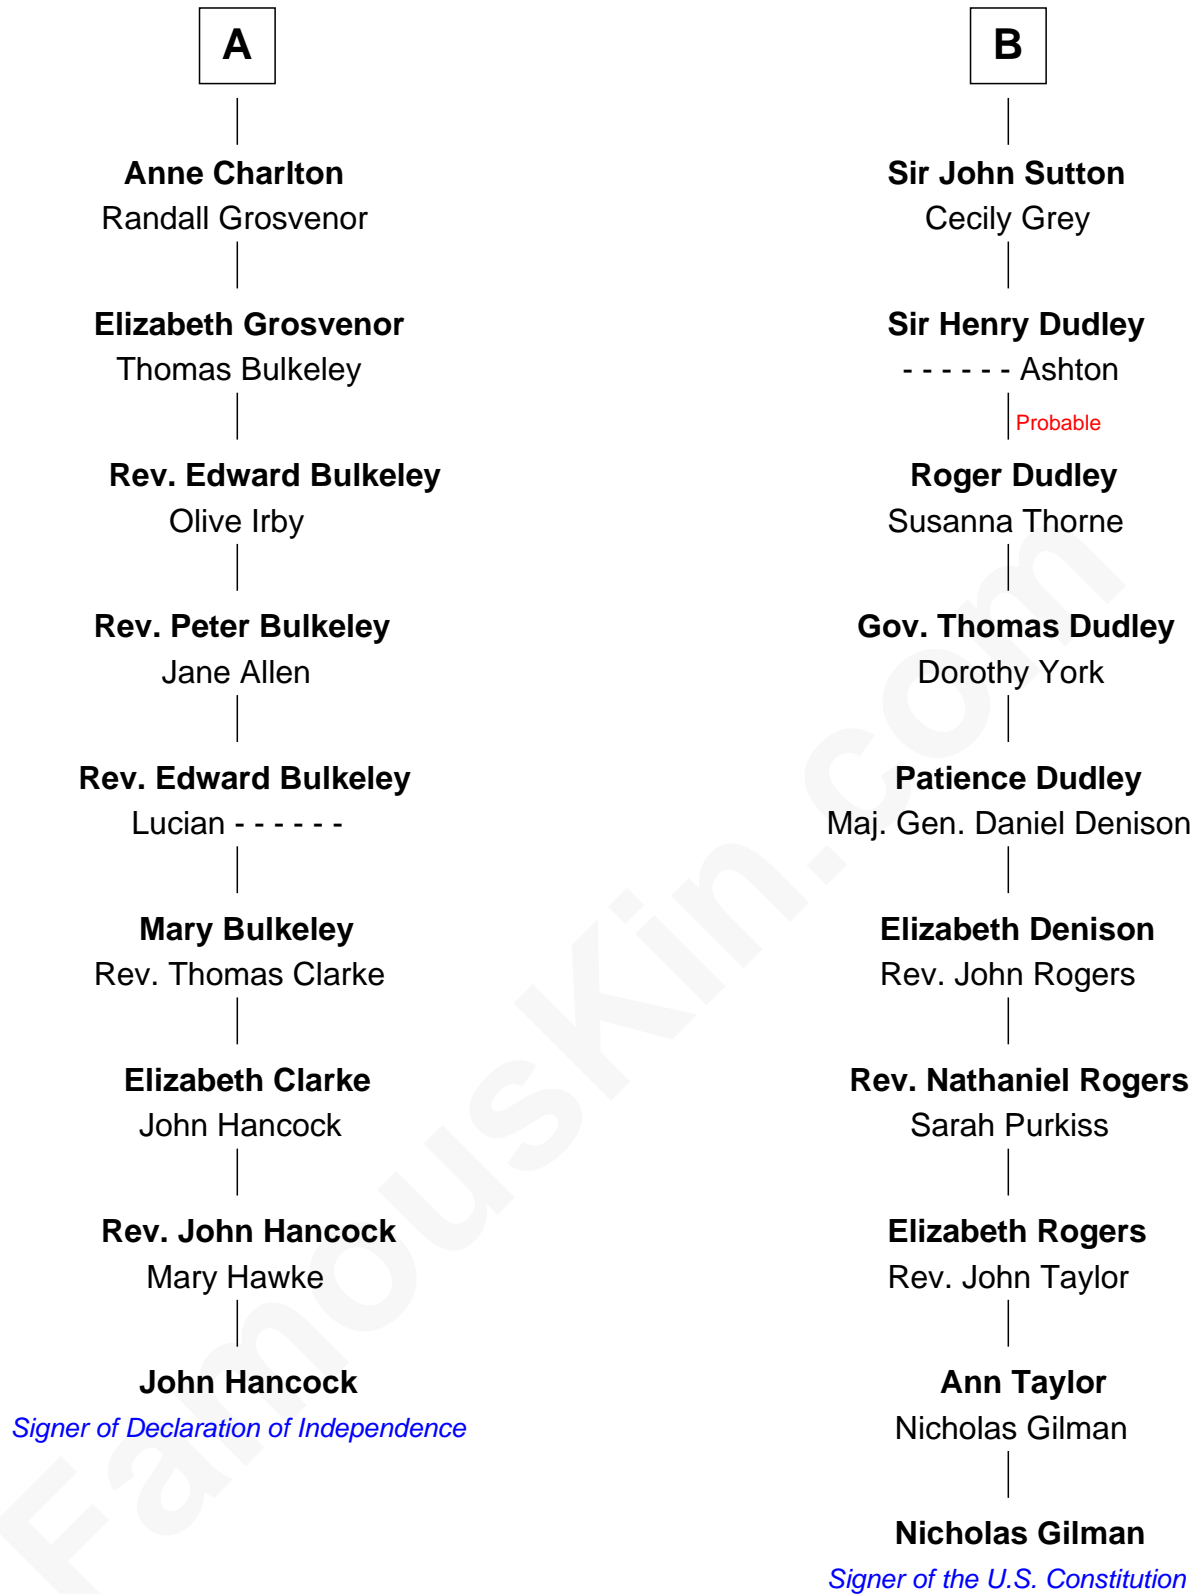 A
Anne Charlton
Randall Grosvenor
Elizabeth Grosvenor
Thomas Bulkeley
Rev. Edward Bulkeley
Olive Irby
Rev. Peter Bulkeley
Jane Allen
Rev. Edward Bulkeley
Lucian - - - - - -
Mary Bulkeley
Rev. Thomas Clarke
Elizabeth Clarke
John Hancock
Rev. John Hancock
Mary Hawke
John Hancock
Signer of Declaration of Independence
B
Sir John Sutton
Cecily Grey
Sir Henry Dudley
- - - - - - Ashton
Probable
Roger Dudley
Susanna Thorne
Gov. Thomas Dudley
Dorothy York
Patience Dudley
Maj. Gen. Daniel Denison
Elizabeth Denison
Rev. John Rogers
Rev. Nathaniel Rogers
Sarah Purkiss
Elizabeth Rogers
Rev. John Taylor
Ann Taylor
Nicholas Gilman
Nicholas Gilman
Signer of the U.S. Constitution
FamousKin.com